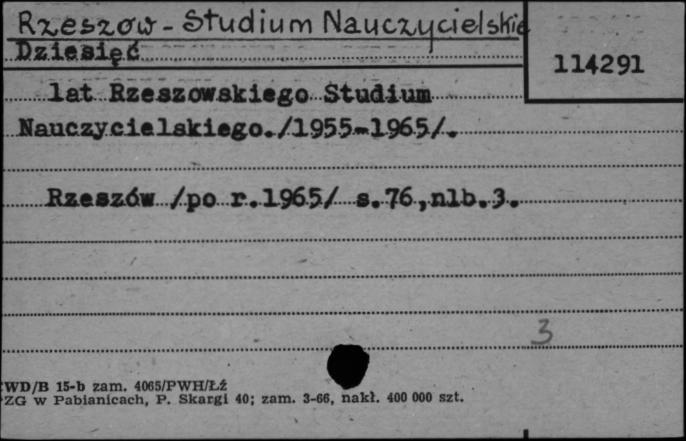 Rzeszów - Studium Nauczycielskie
Dziesięć
114291
lat Rzeszowskiego Studium
Nauczycielskiego./1955-1965/.
Rzeszów /po r.1965/ s.76,nlb.3.
3
WD/B 15-b zam. 4065/PWH/Łź
ZG w Pabianicach, P. Skargi 40; zam. 3-66, nakł. 400 000 szt.